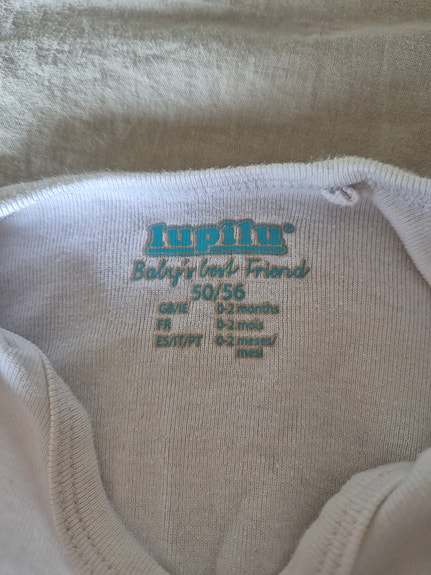 lupilu®
Baby's best Friend
50/56
GB/IE 0-2 months
FR 0-2 mois
ES/IT/PT 0-2 meses/
mesi